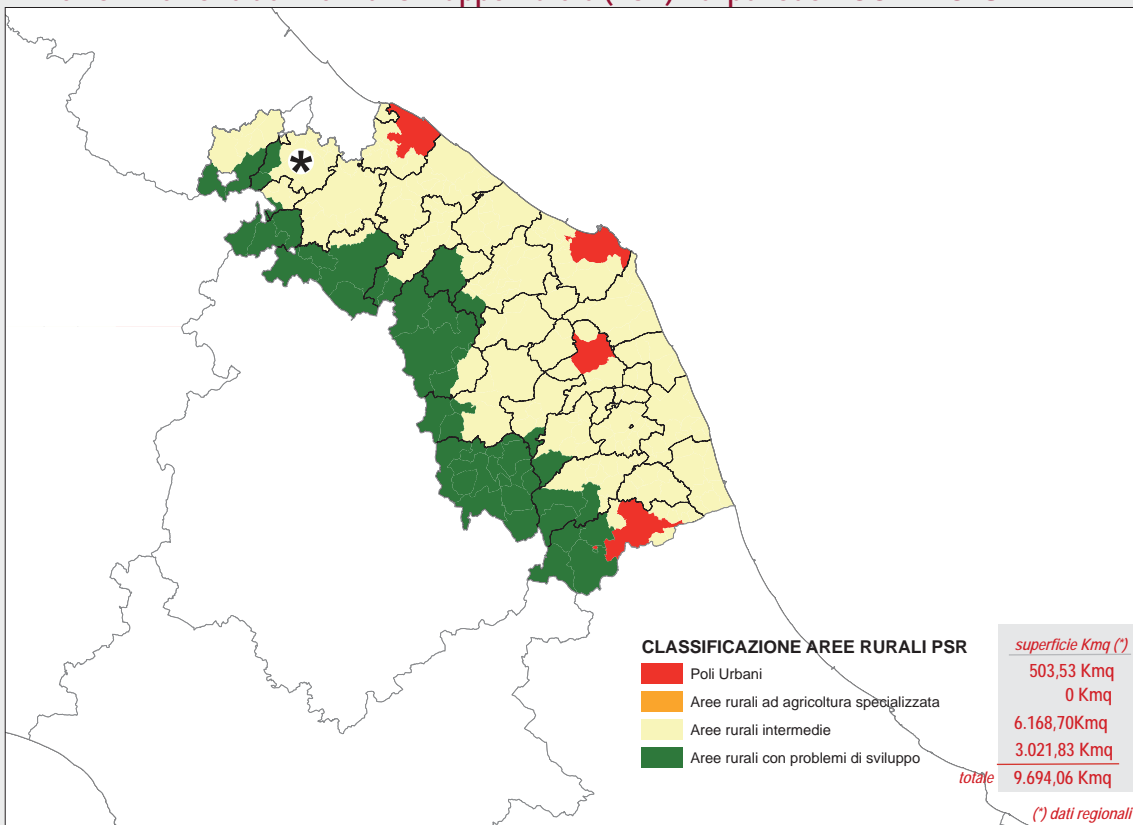 *
CLASSIFICAZIONE AREE RURALI PSR
superficie Kmq (*)
Poli Urbani
503,53 Kmq
Aree rurali ad agricoltura specializzata
0 Kmq
Aree rurali intermedie
6.168,70Kmq
Aree rurali con problemi di sviluppo
3.021,83 Kmq
totale 9.694,06 Kmq
(*) dati regionali